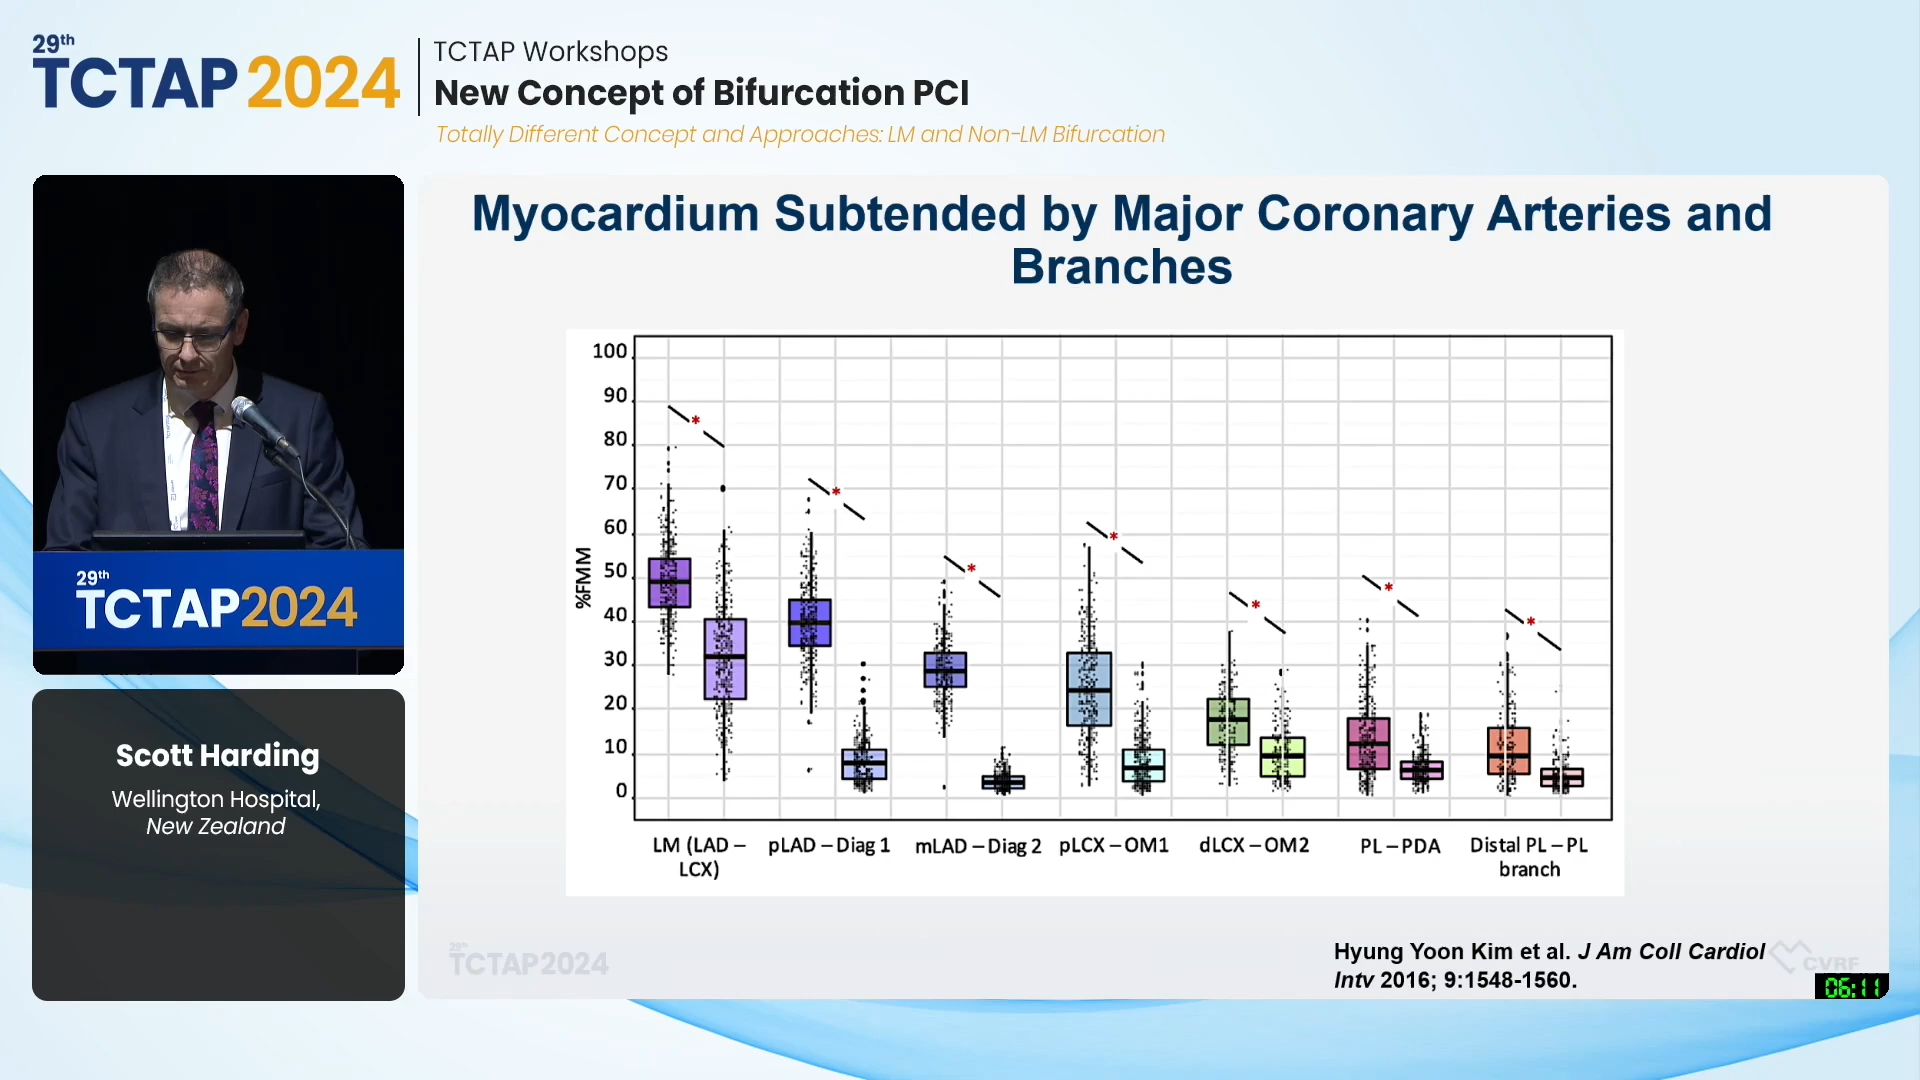 29th
TCTAP 2024
TCTAP Workshops
New Concept of Bifurcation PCI
Totally Different Concept and Approaches: LM and Non-LM Bifurcation
29th
TCTAP2024
Scott Harding
Wellington Hospital,
New Zealand
Myocardium Subtended by Major Coronary Arteries and
Branches
%FMM
100
90
80
70
60
50
40
30
20
10
0
*
*
*
*
*
*
*
LM (LAD – LCX)
pLAD – Diag 1
mLAD – Diag 2
pLCX – OM1
dLCX – OM2
PL – PDA
Distal PL – PL branch
29th
TCTAP2024
Hyung Yoon Kim et al. J Am Coll Cardiol
Intv 2016; 9:1548-1560.
CVRF
06:11